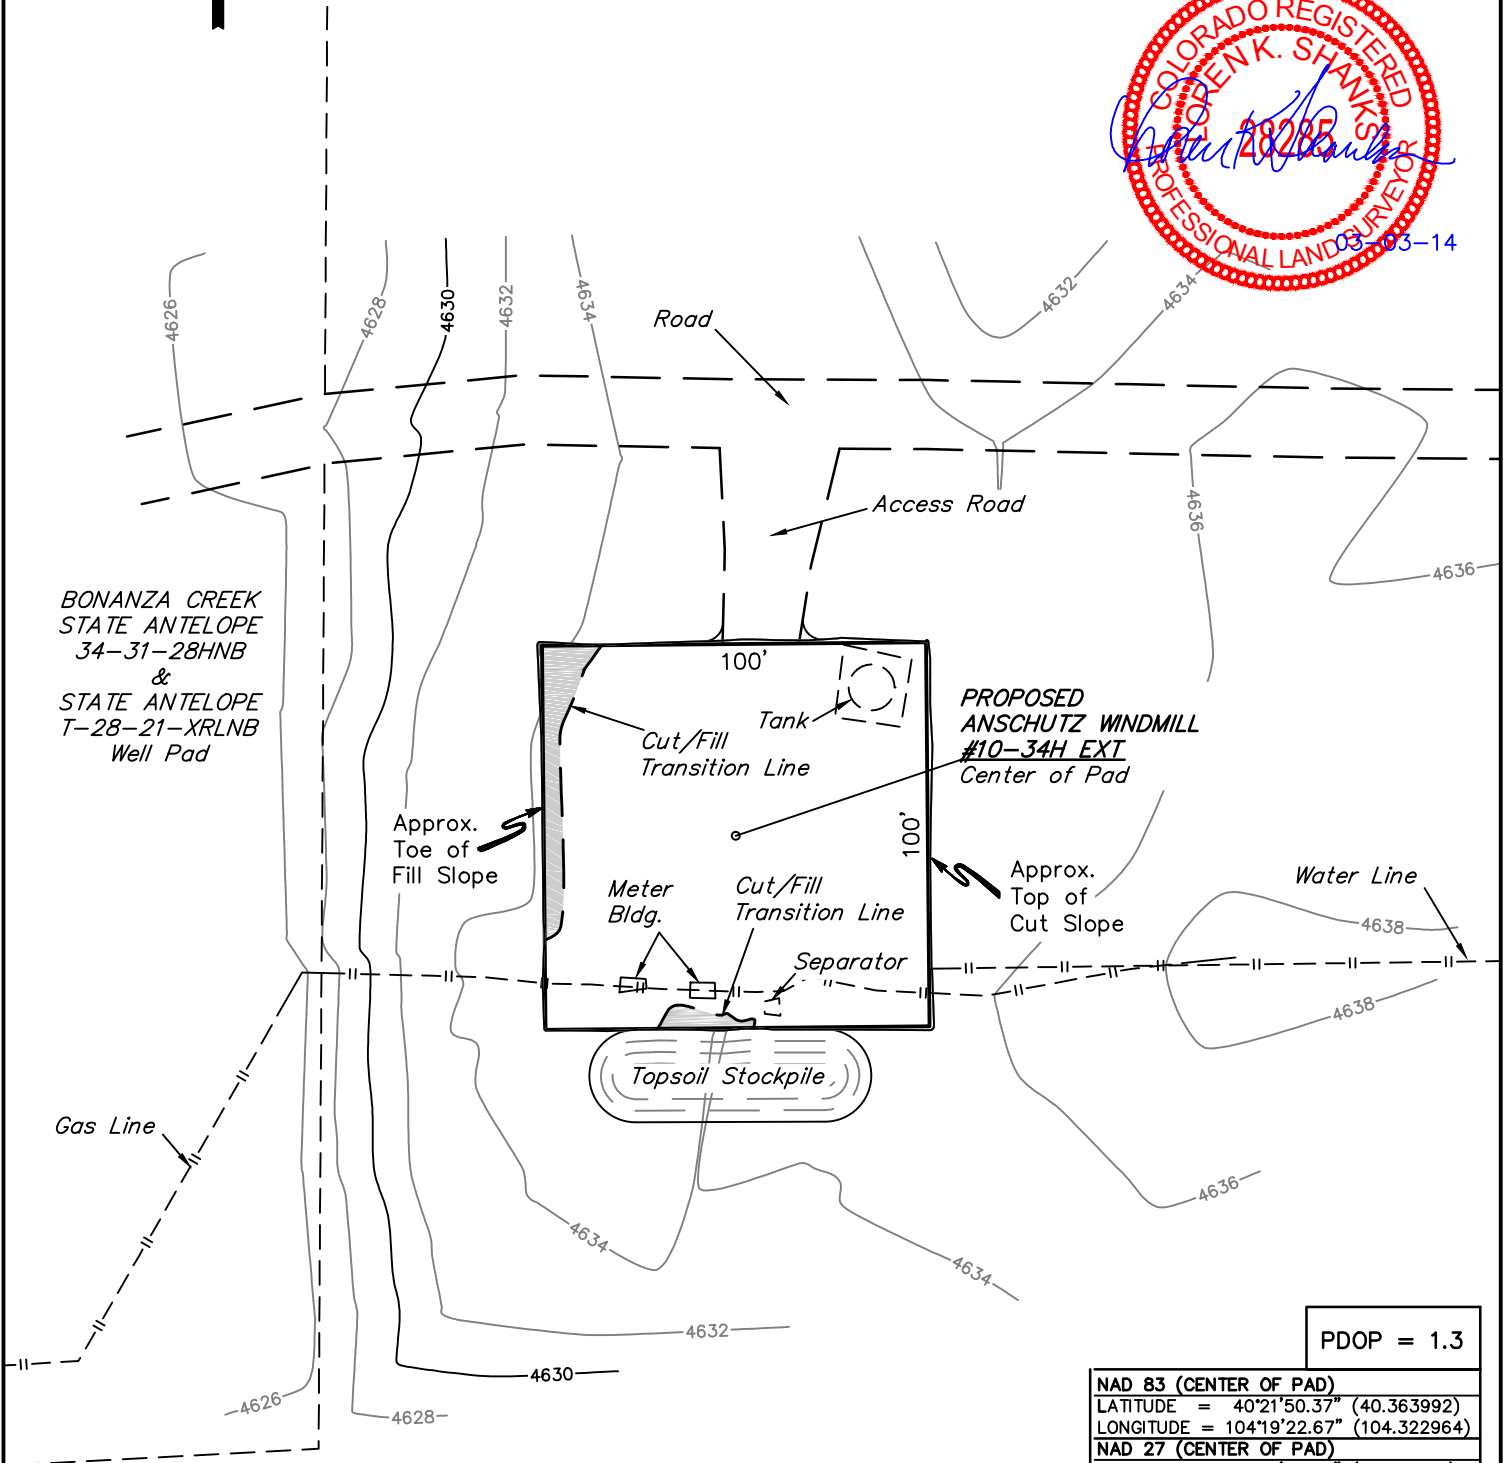 COLORADO REGISTERED
LOREN K. SHANKS
28285
PROFESSIONAL LAND SURVEYOR
03-03-14
4626
4628
4630
4632
4634
4632
4634
Road
Access Road
4636
4636
BONANZA CREEK
STATE ANTELOPE
34-31-28HNB
&
STATE ANTELOPE
T-28-21-XRLNB
Well Pad
100'
Tank
Cut/Fill
Transition Line
PROPOSED
ANSCHUTZ WINDMILL
#10-34H EXT
Center of Pad
100'
Approx.
Toe of
Fill Slope
Approx.
Top of
Cut Slope
Meter
Bldg.
Cut/Fill
Transition Line
Separator
Water Line
4638
4638
Topsoil Stockpile
Gas Line
4636
4634
4634
4632
4630
4626
4628
PDOP = 1.3
NAD 83 (CENTER OF PAD)
LATITUDE = 40°21'50.37" (40.363992)
LONGITUDE = 104°19'22.67" (104.322964)
NAD 27 (CENTER OF PAD)